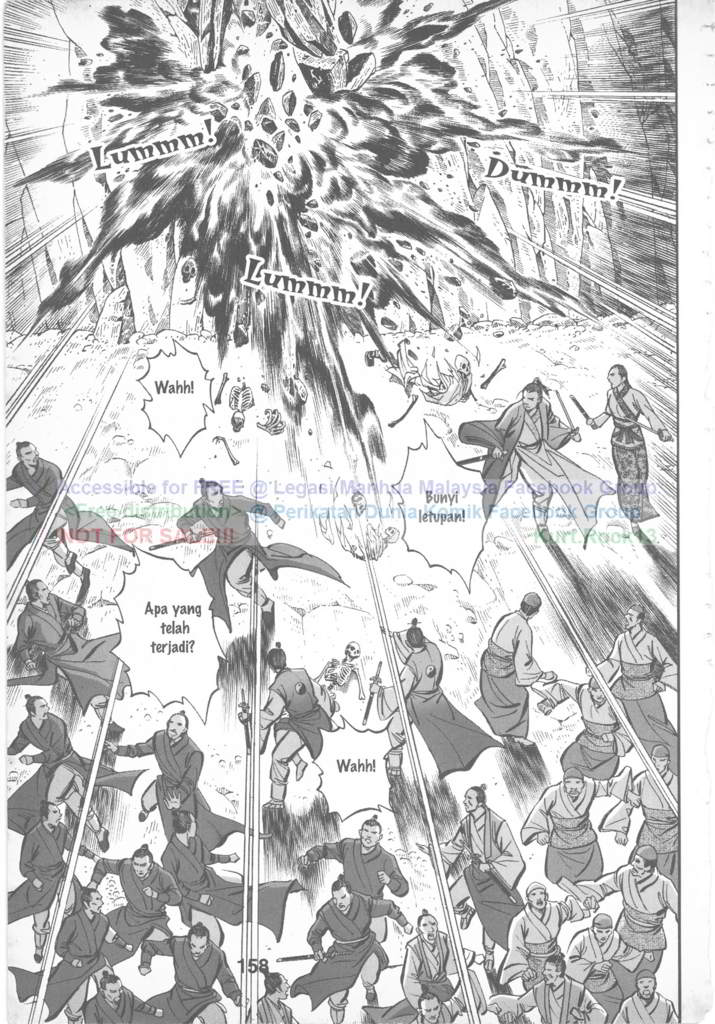 Lummm!
Dummm!
Lummm!
Wahh!
Bunyi
letupan!
Accessible for FREE @ Legasi Manhua Malaysia Facebook Group
<Free distribution> @ Perikatan Dunia Komik Facebook Group
NOT FOR SALE!!!
Kurt.Rock13
Apa yang
telah
terjadi?
Wahh!
158